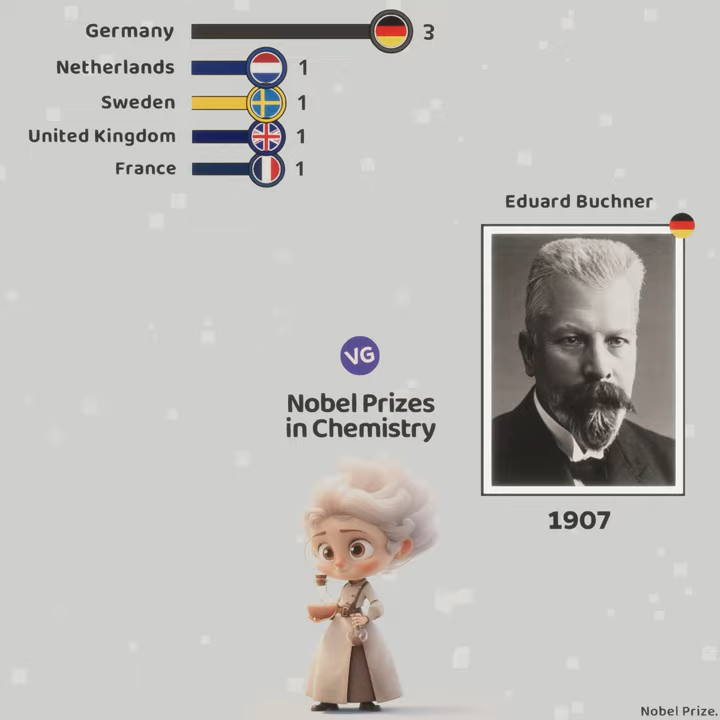 Germany 3
Netherlands 1
Sweden 1
United Kingdom 1
France 1
Eduard Buchner
VG
Nobel Prizes
in Chemistry
1907
Nobel Prize.